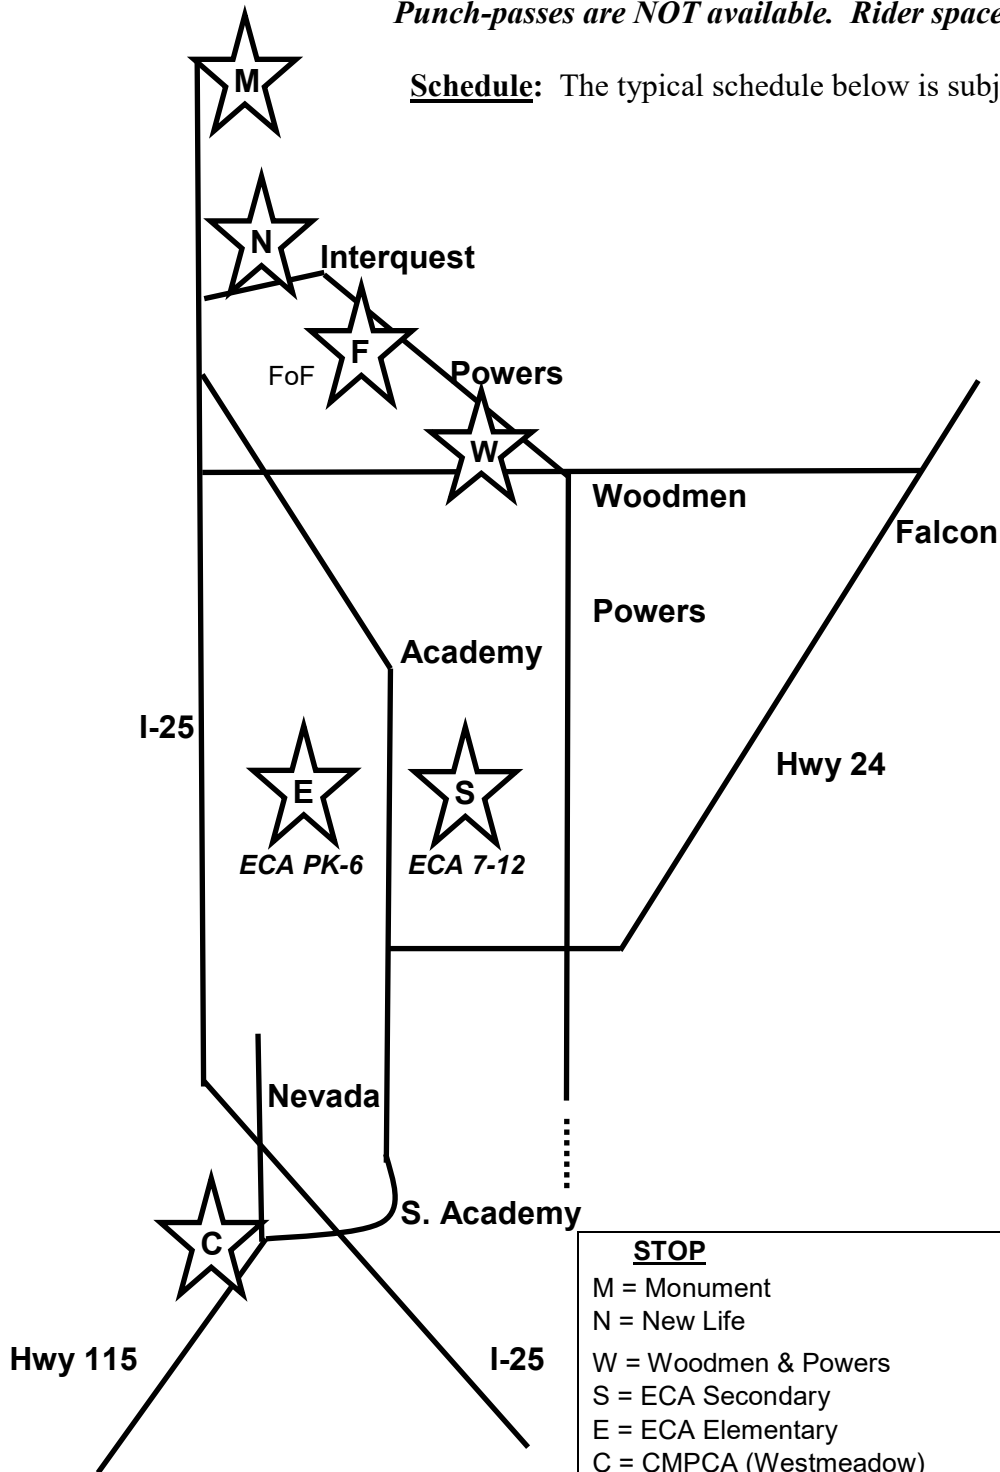 Punch-passes are NOT available. Rider space
Schedule: The typical schedule below is subj
M
N
Interquest
F
FoF
Powers
W
Woodmen
Falcon
Powers
Academy
I-25
Hwy 24
E
S
ECA PK-6
ECA 7-12
Nevada
S. Academy
C
STOP
M = Monument
N = New Life
Hwy 115
I-25
W = Woodmen & Powers
S = ECA Secondary
E = ECA Elementary
C = CMPCA (Westmeadow)